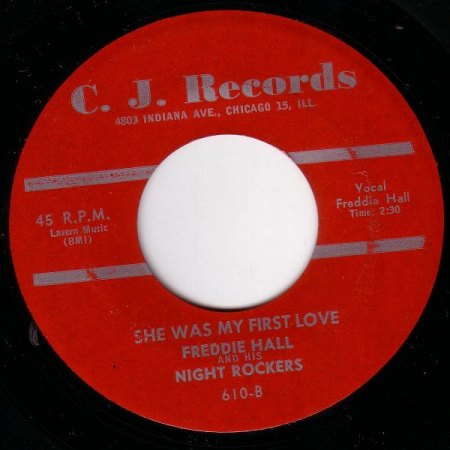 C. J. Records
4803 INDIANA AVE., CHICAGO 15, ILL.
45 R.P.M.
Lavern Music
(BMI)
Vocal
Freddie Hall
Time: 2:30
SHE WAS MY FIRST LOVE
FREDDIE HALL
AND HIS
NIGHT ROCKERS
610-B